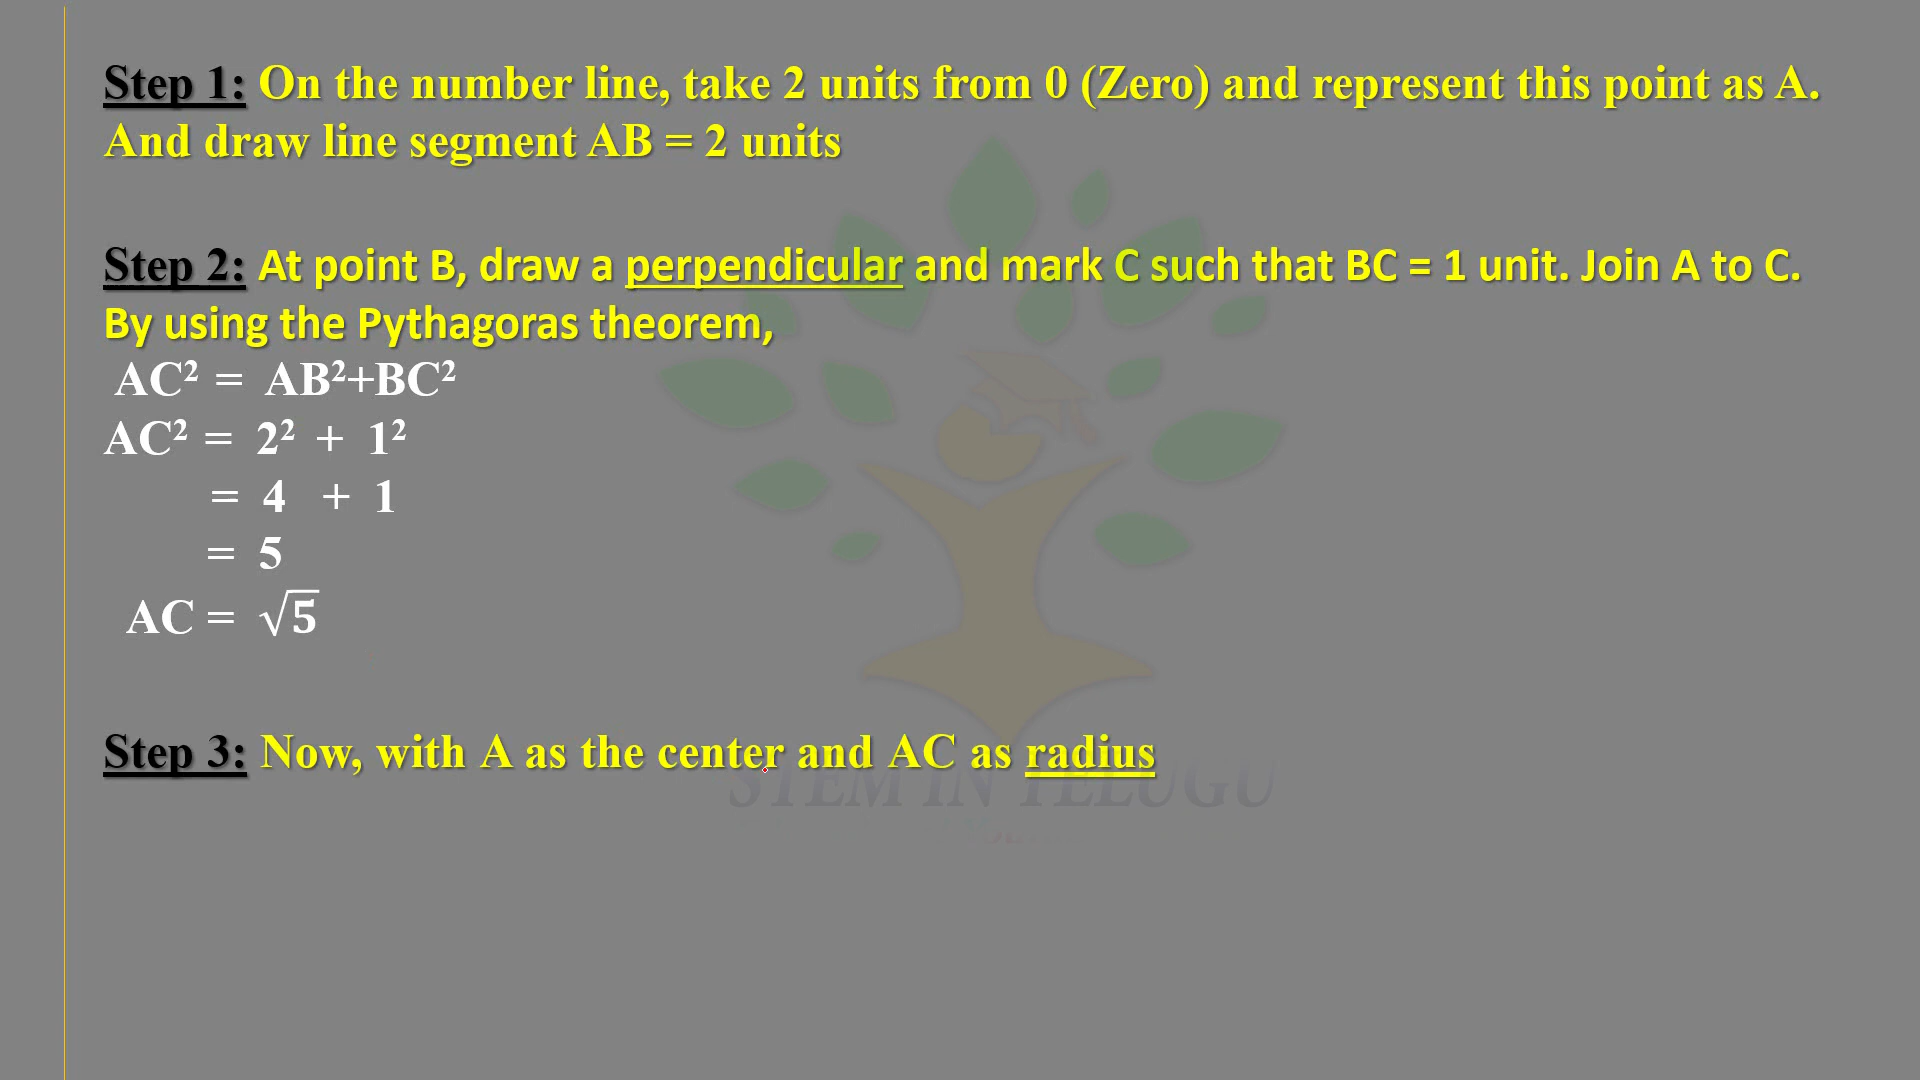 Step 1: On the number line, take 2 units from 0 (Zero) and represent this point as A.
And draw line segment AB = 2 units
Step 2: At point B, draw a perpendicular and mark C such that BC = 1 unit. Join A to C.
By using the Pythagoras theorem,
AC² = AB²+BC²
AC² = 2² + 1²
= 4 + 1
= 5
AC = √5
Step 3: Now, with A as the center and AC as radius
STEM IN TELUGU